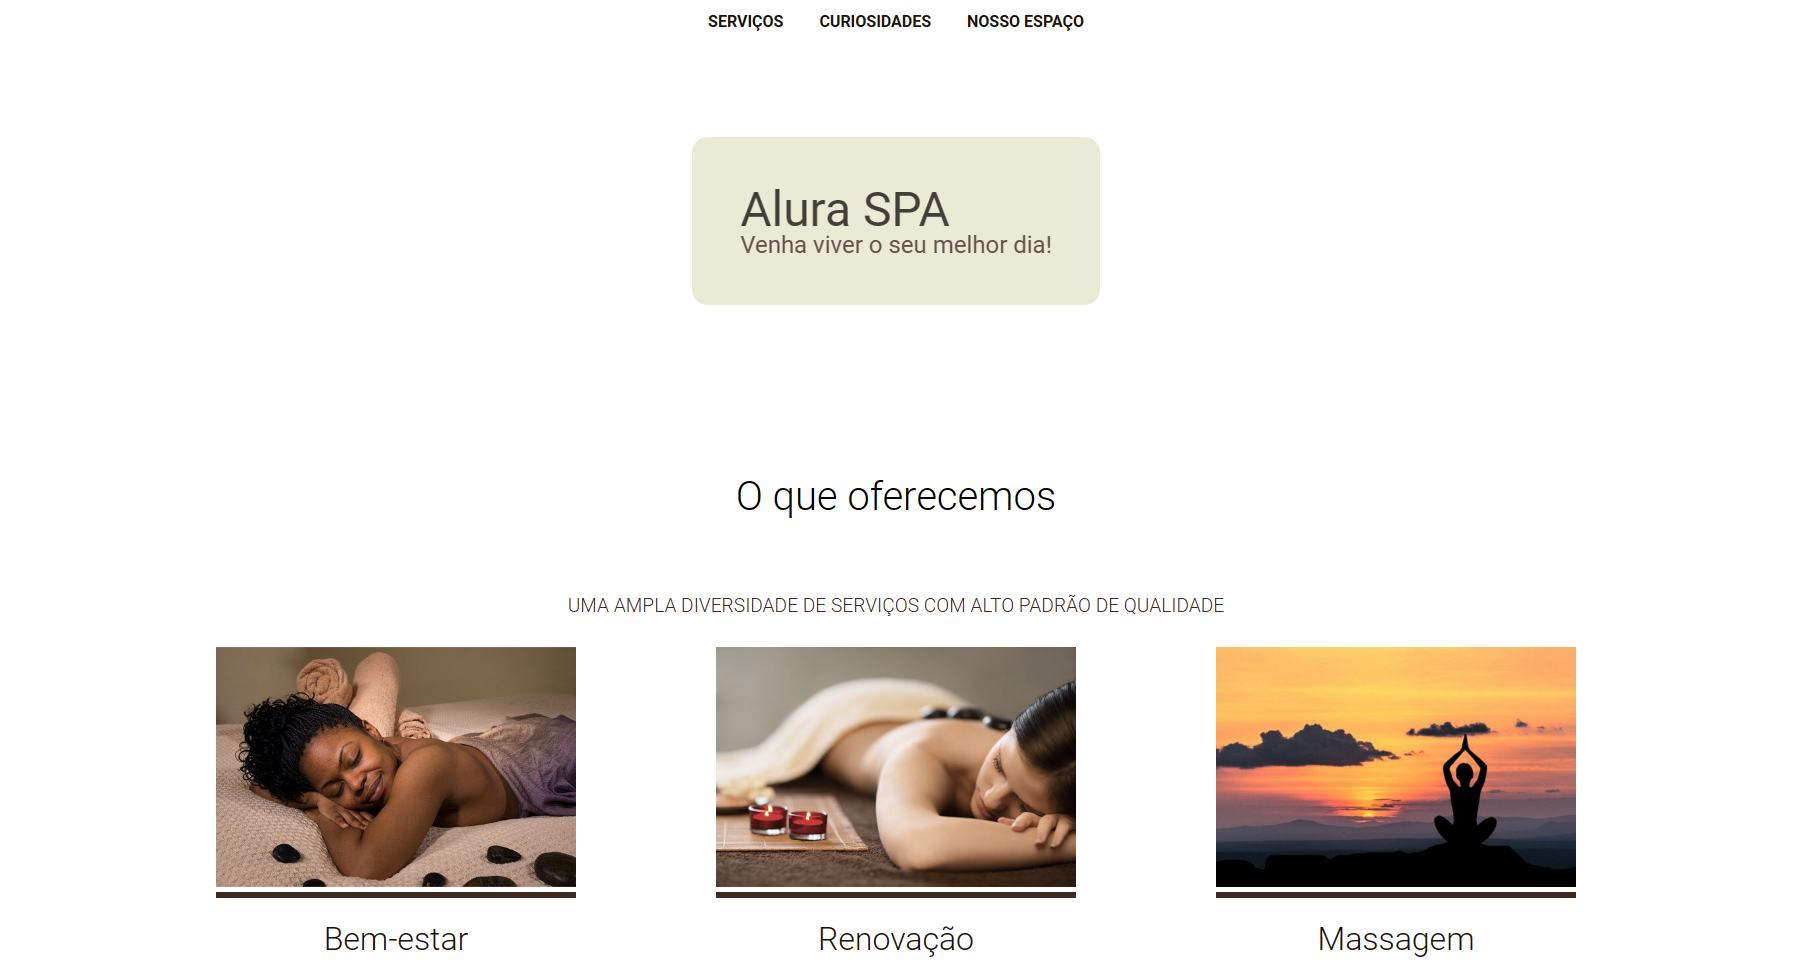 SERVIÇOS CURIOSIDADES NOSSO ESPAÇO
Alura SPA
Venha viver o seu melhor dia!
O que oferecemos
UMA AMPLA DIVERSIDADE DE SERVIÇOS COM ALTO PADRÃO DE QUALIDADE
Bem-estar Renovação Massagem